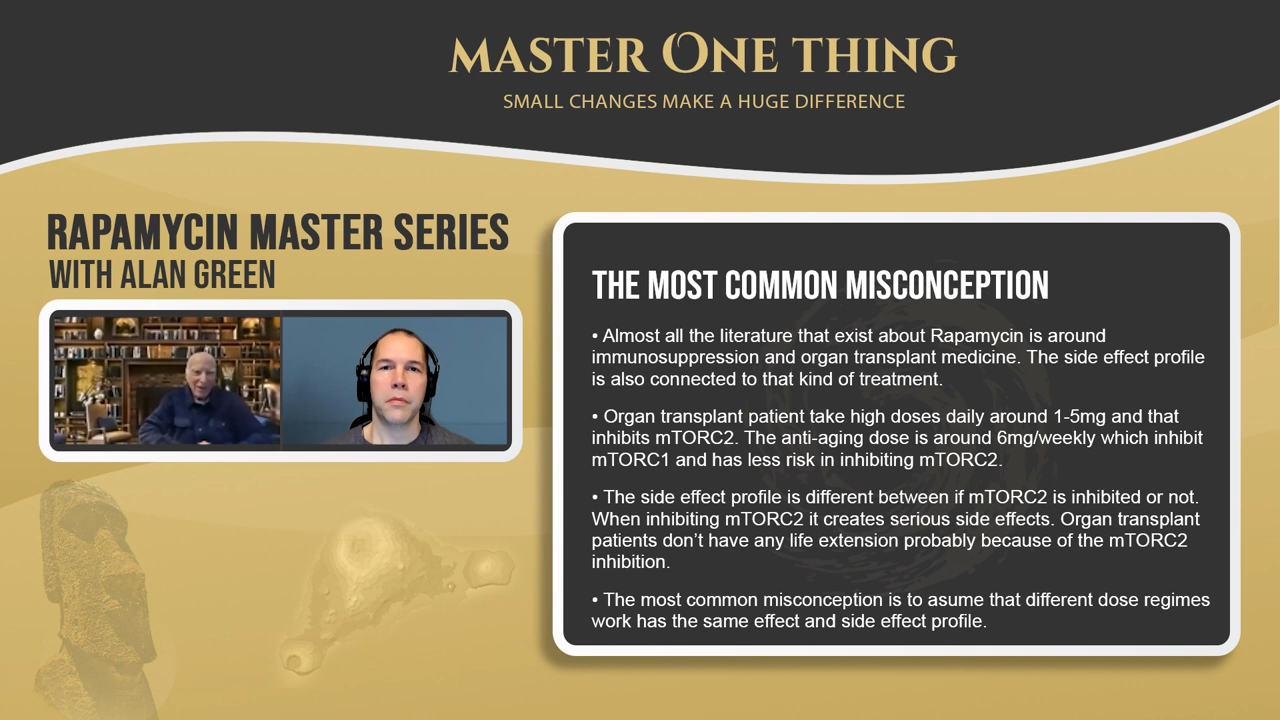 MASTER ONE THING
SMALL CHANGES MAKE A HUGE DIFFERENCE
RAPAMYCIN MASTER SERIES
WITH ALAN GREEN
THE MOST COMMON MISCONCEPTION
• Almost all the literature that exist about Rapamycin is around
immunosuppression and organ transplant medicine. The side effect profile
is also connected to that kind of treatment.
• Organ transplant patient take high doses daily around 1-5mg and that
inhibits mTORC2. The anti-aging dose is around 6mg/weekly which inhibit
mTORC1 and has less risk in inhibiting mTORC2.
• The side effect profile is different between if mTORC2 is inhibited or not.
When inhibiting mTORC2 it creates serious side effects. Organ transplant
patients don’t have any life extension probably because of the mTORC2
inhibition.
• The most common misconception is to asume that different dose regimes
work has the same effect and side effect profile.